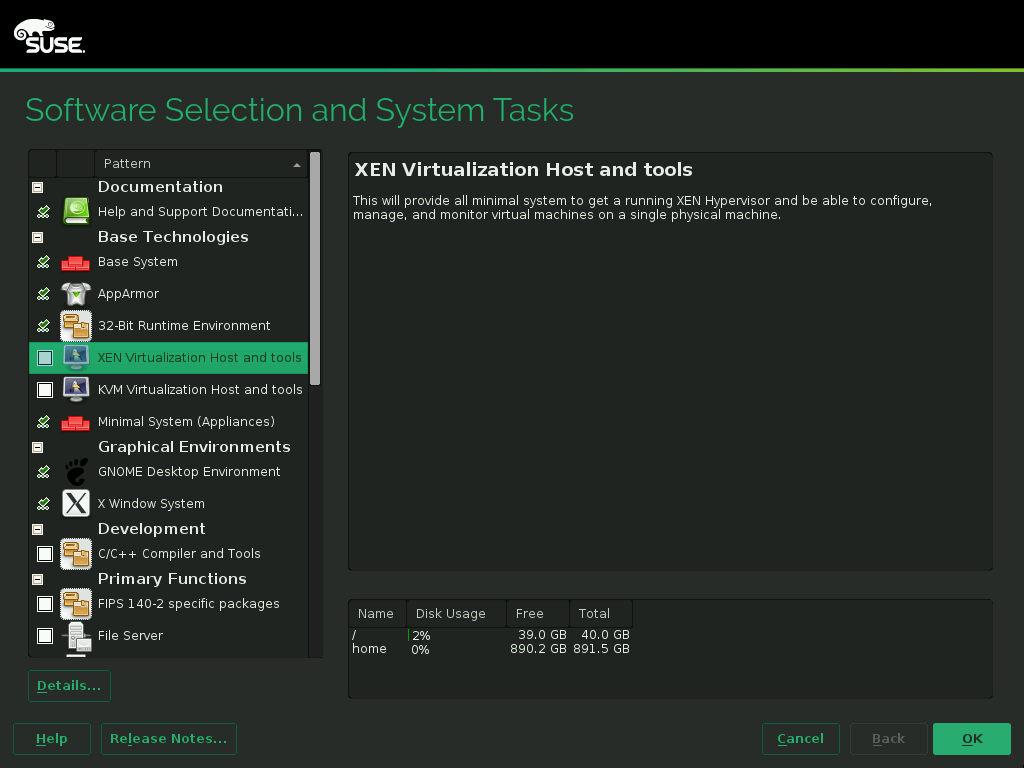 SUSE
Software Selection and System Tasks
Pattern
Documentation
Help and Support Documentati...
Base Technologies
Base System
AppArmor
32-Bit Runtime Environment
XEN Virtualization Host and tools
KVM Virtualization Host and tools
Minimal System (Appliances)
Graphical Environments
GNOME Desktop Environment
X Window System
Development
C/C++ Compiler and Tools
Primary Functions
FIPS 140-2 specific packages
File Server
Details...
XEN Virtualization Host and tools
This will provide all minimal system to get a running XEN Hypervisor and be able to configure,
manage, and monitor virtual machines on a single physical machine.
Name Disk Usage Free Total
/ 2% 39.0 GB 40.0 GB
home 0% 890.2 GB 891.5 GB
Help Release Notes... Cancel Back OK